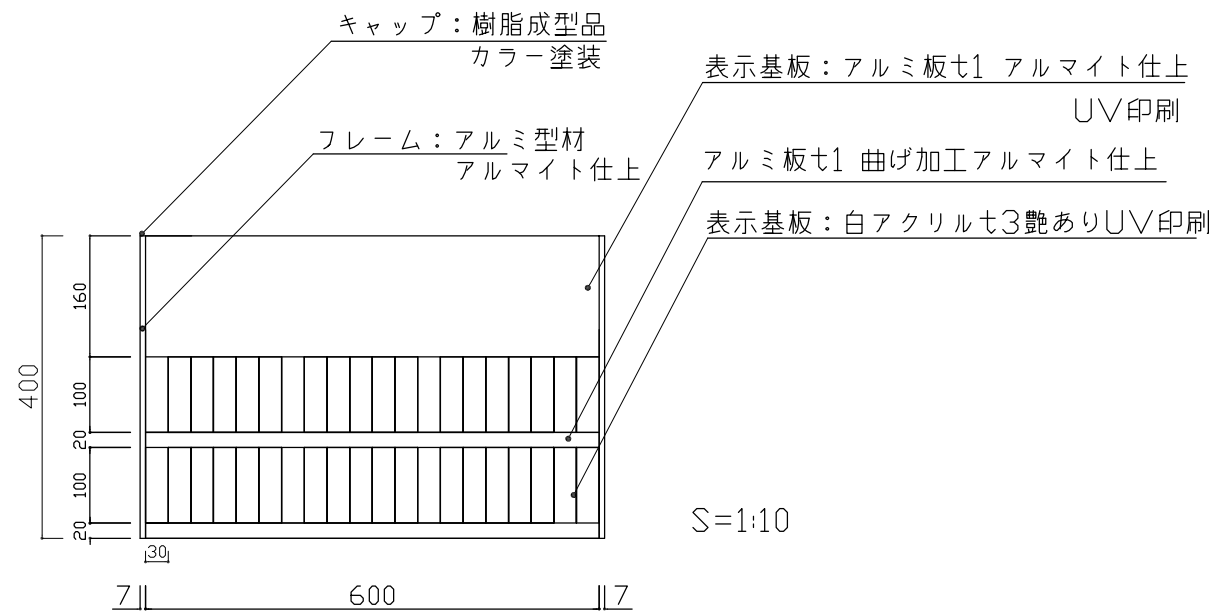 キャップ：樹脂成型品
カラー塗装
表示基板：アルミ板t1 アルマイト仕上
UV印刷
フレーム：アルミ型材
アルマイト仕上
アルミ板t1 曲げ加工アルマイト仕上
表示基板：白アクリルt3艶ありUV印刷
400
160
100
20
100
20
30
7
600
7
S=1:10